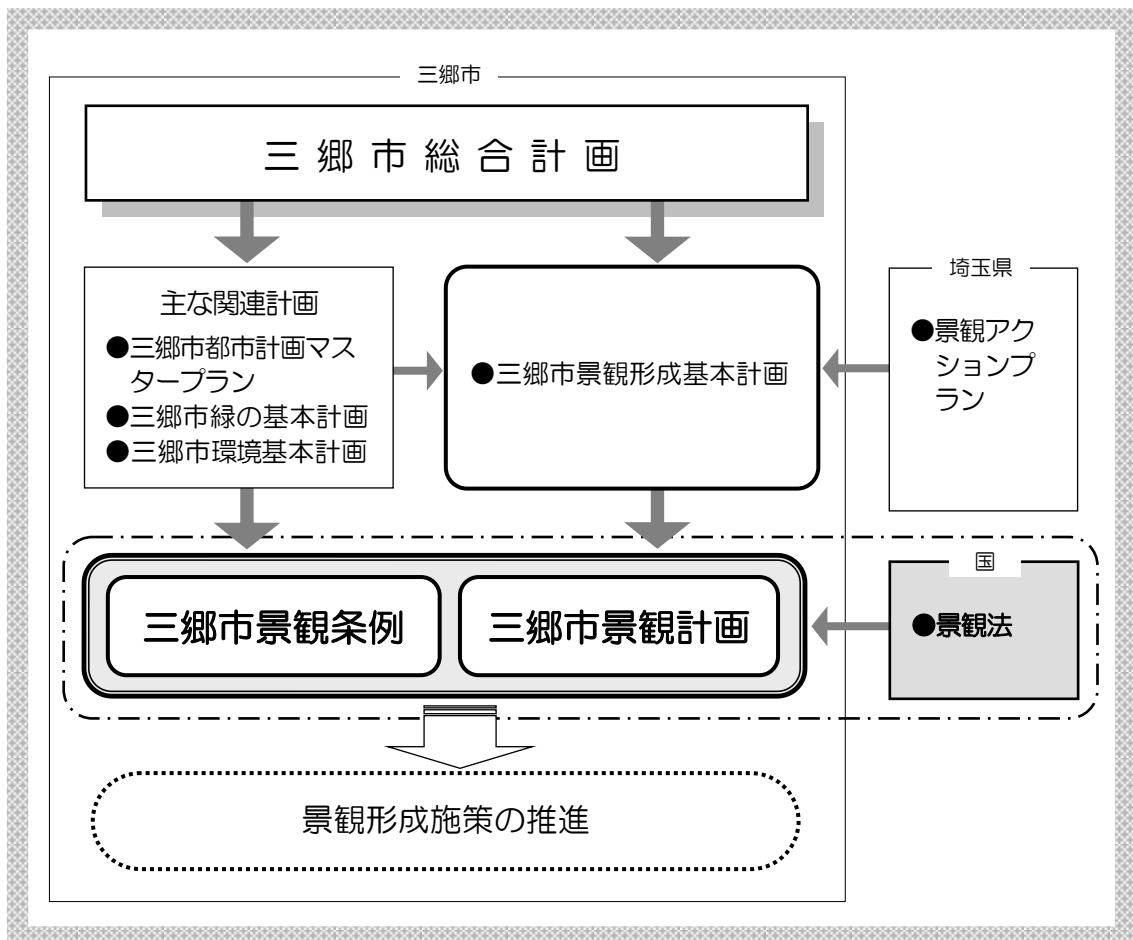 三郷市
三郷市総合計画
主な関連計画
●三郷市都市計画マス
タープラン
●三郷市緑の基本計画
●三郷市環境基本計画
●三郷市景観形成基本計画
埼玉県
●景観アク
ションプ
ラン
三郷市景観条例
三郷市景観計画
国
●景観法
景観形成施策の推進